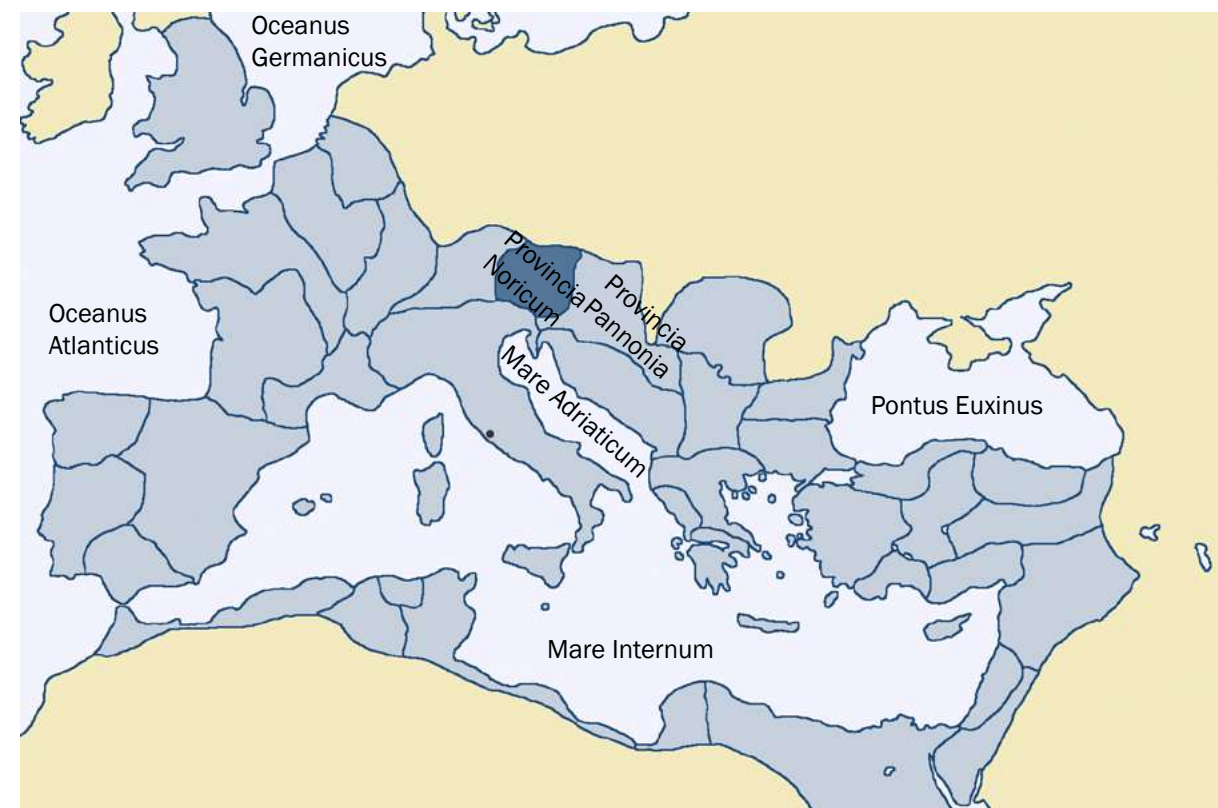 Oceanus
Germanicus
Provincia
Noricum
Provincia
Pannonia
Oceanus
Atlanticus
Mare Adriaticum
Pontus Euxinus
Mare Internum